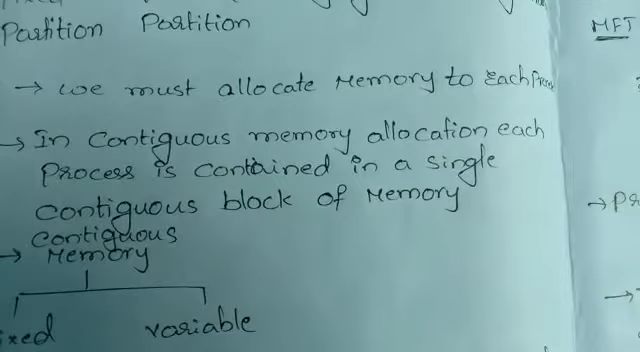 Partition Partition
→ we must allocate Memory to Each
→ In contiguous memory allocation each
Process is contained in a single
contiguous block of Memory
contiguous
→ Memory
variable
MFT